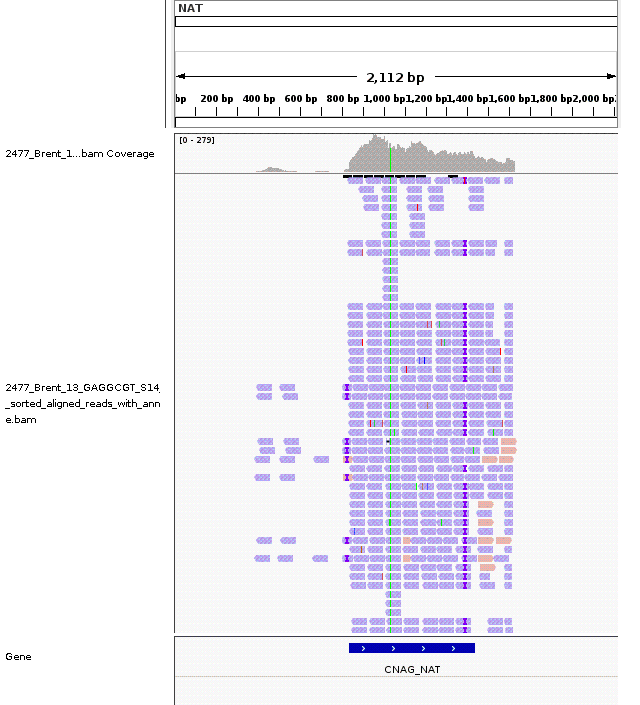 NAT
2,112 bp
bp 200 bp 400 bp 600 bp 800 bp 1,000 bp 1,200 bp 1,400 bp 1,600 bp 1,800 bp 2,000 bp
[0 - 279]
2477_Brent_1...bam Coverage
2477_Brent_13_GAGGCGT_S14_
_sorted_aligned_reads_with_ann
e.bam
Gene
CNAG_NAT